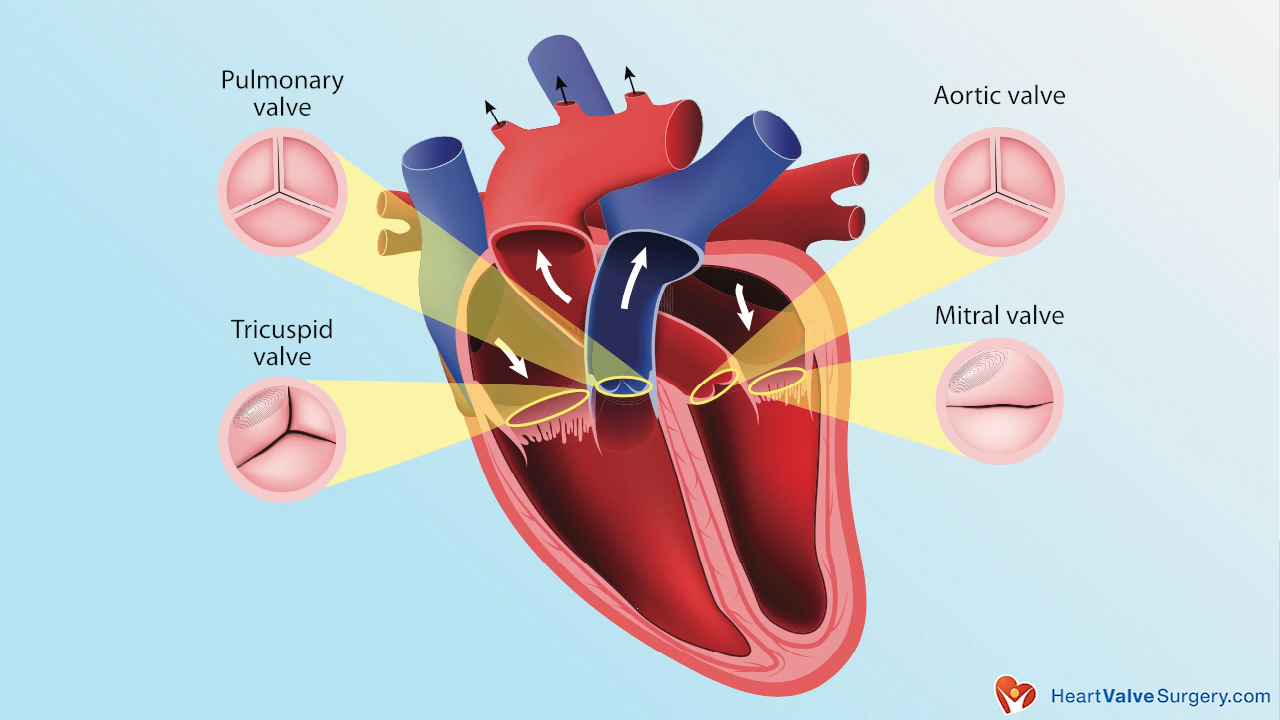 Pulmonary
valve
Aortic valve
Tricuspid
valve
Mitral valve
HeartValveSurgery.com